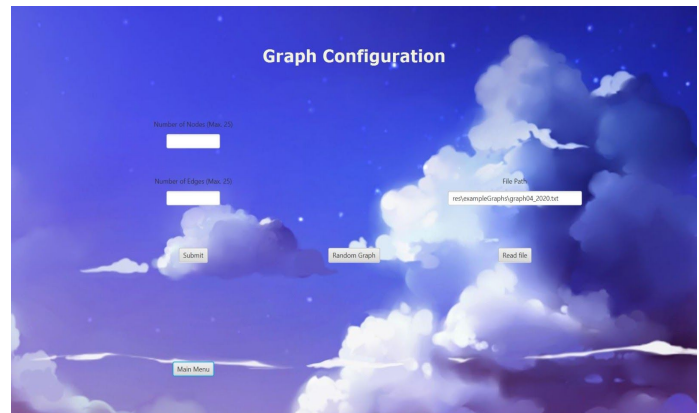 Graph Configuration
Number of Nodes (Max. 25):
Number of Edges (Max. 25):
File Path:
res\exampleGraphs\graph04_2020.txt
Submit
Random Graph
Read file
Main Menu